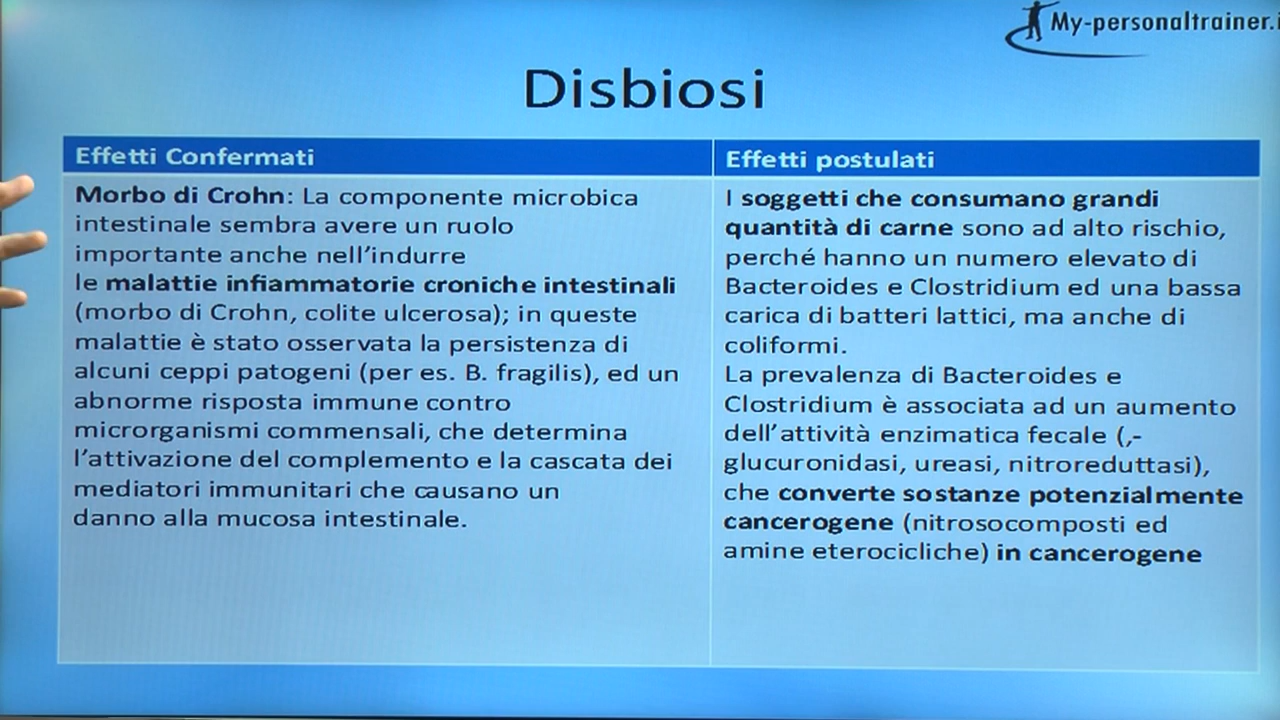 My-personaltrainer.i
Disbiosi
Effetti Confermati
Morbo di Crohn: La componente microbica
intestinale sembra avere un ruolo
importante anche nell'indurre
le malattie infiammatorie croniche intestinali
(morbo di Crohn, colite ulcerosa); in queste
malattie è stato osservata la persistenza di
alcuni ceppi patogeni (per es. B. fragilis), ed un
abnorme risposta immune contro
microrganismi commensali, che determina
l'attivazione del complemento e la cascata dei
mediatori immunitari che causano un
danno alla mucosa intestinale.
Effetti postulati
I soggetti che consumano grandi
quantità di carne sono ad alto rischio,
perché hanno un numero elevato di
Bacteroides e Clostridium ed una bassa
carica di batteri lattici, ma anche di
coliformi.
La prevalenza di Bacteroides e
Clostridium è associata ad un aumento
dell'attività enzimatica fecale (,-
glucuronidasi, ureasi, nitroreduttasi),
che converte sostanze potenzialmente
cancerogene (nitrosocomposti ed
amine eterocicliche) in cancerogene